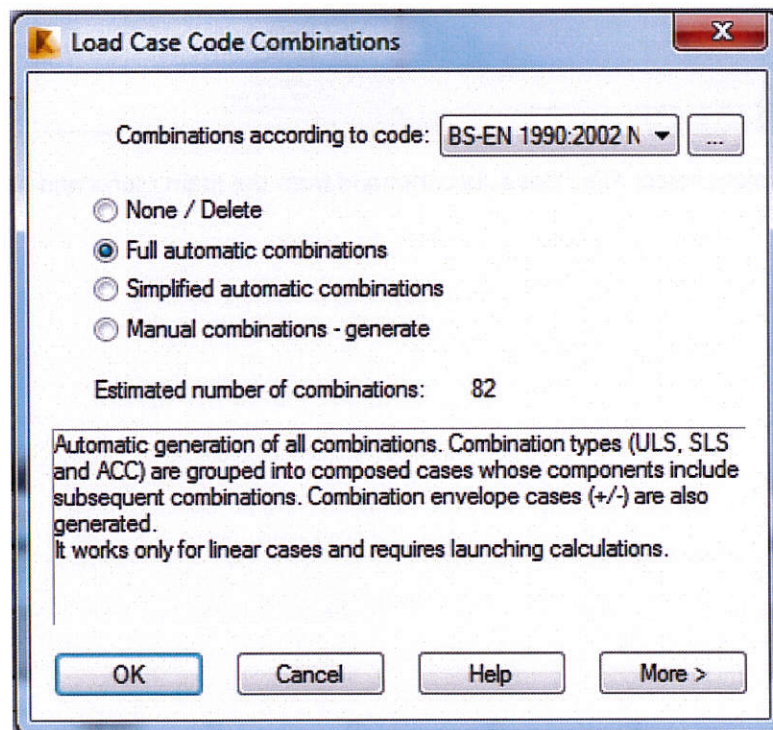 Load Case Code Combinations
Combinations according to code: BS-EN 1990:2002 N ...
None / Delete
Full automatic combinations
Simplified automatic combinations
Manual combinations - generate
Estimated number of combinations: 82
Automatic generation of all combinations. Combination types (ULS, SLS
and ACC) are grouped into composed cases whose components include
subsequent combinations. Combination envelope cases (+/-) are also
generated.
It works only for linear cases and requires launching calculations.
OK Cancel Help More >